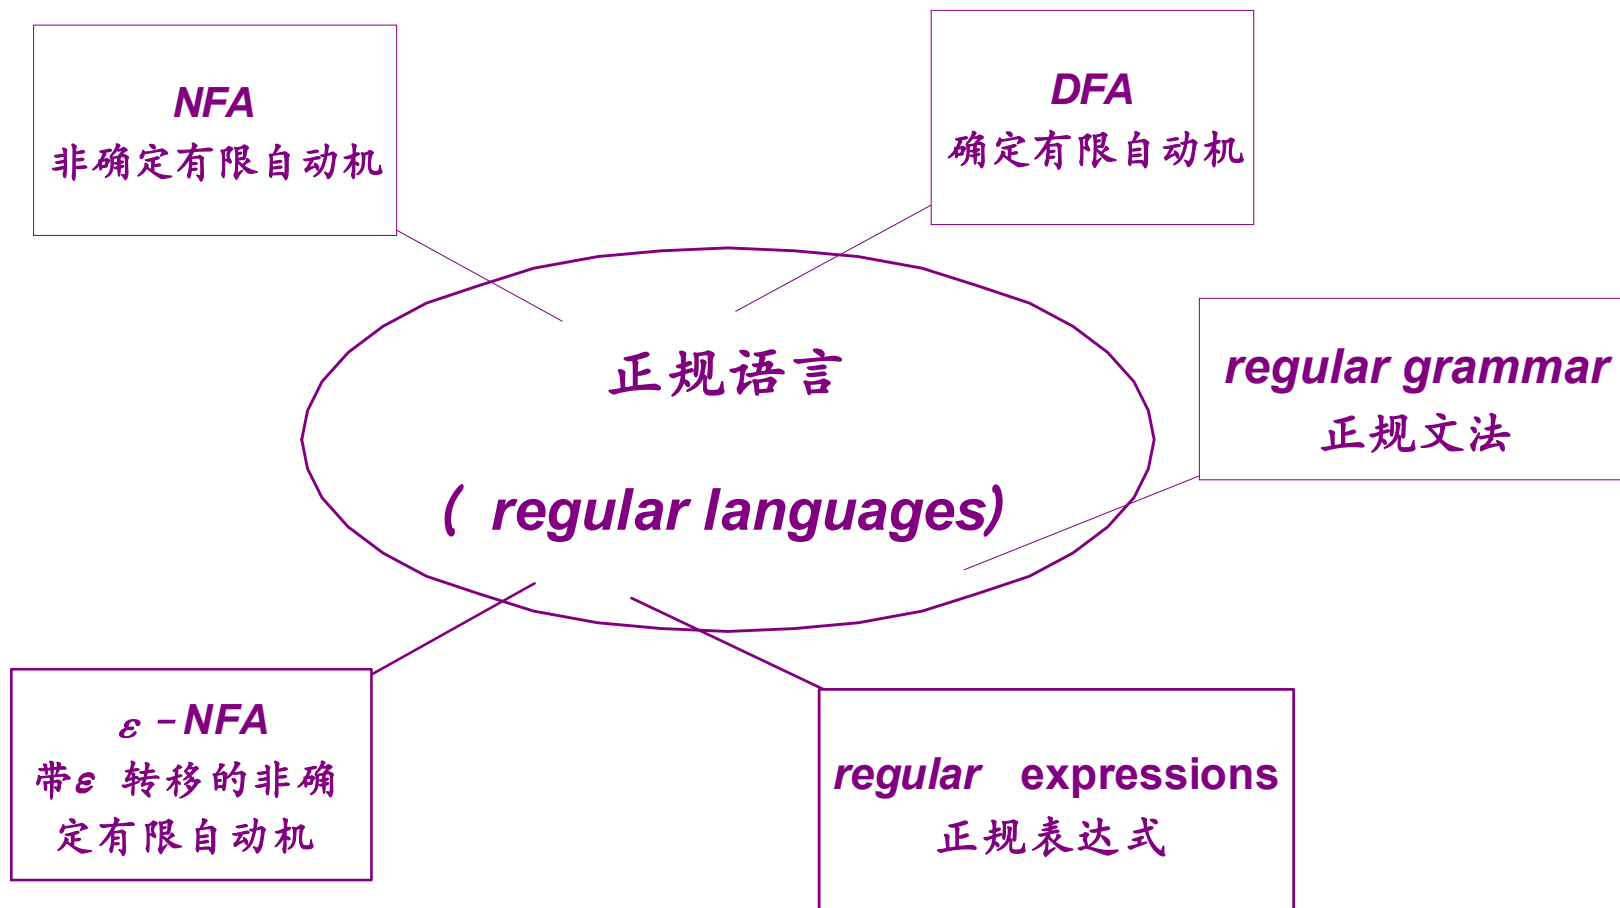 NFA
非确定有限自动机
DFA
确定有限自动机
正规语言
( regular languages)
regular grammar
正规文法
ε -NFA
带ε 转移的非确
定有限自动机
regular expressions
正规表达式